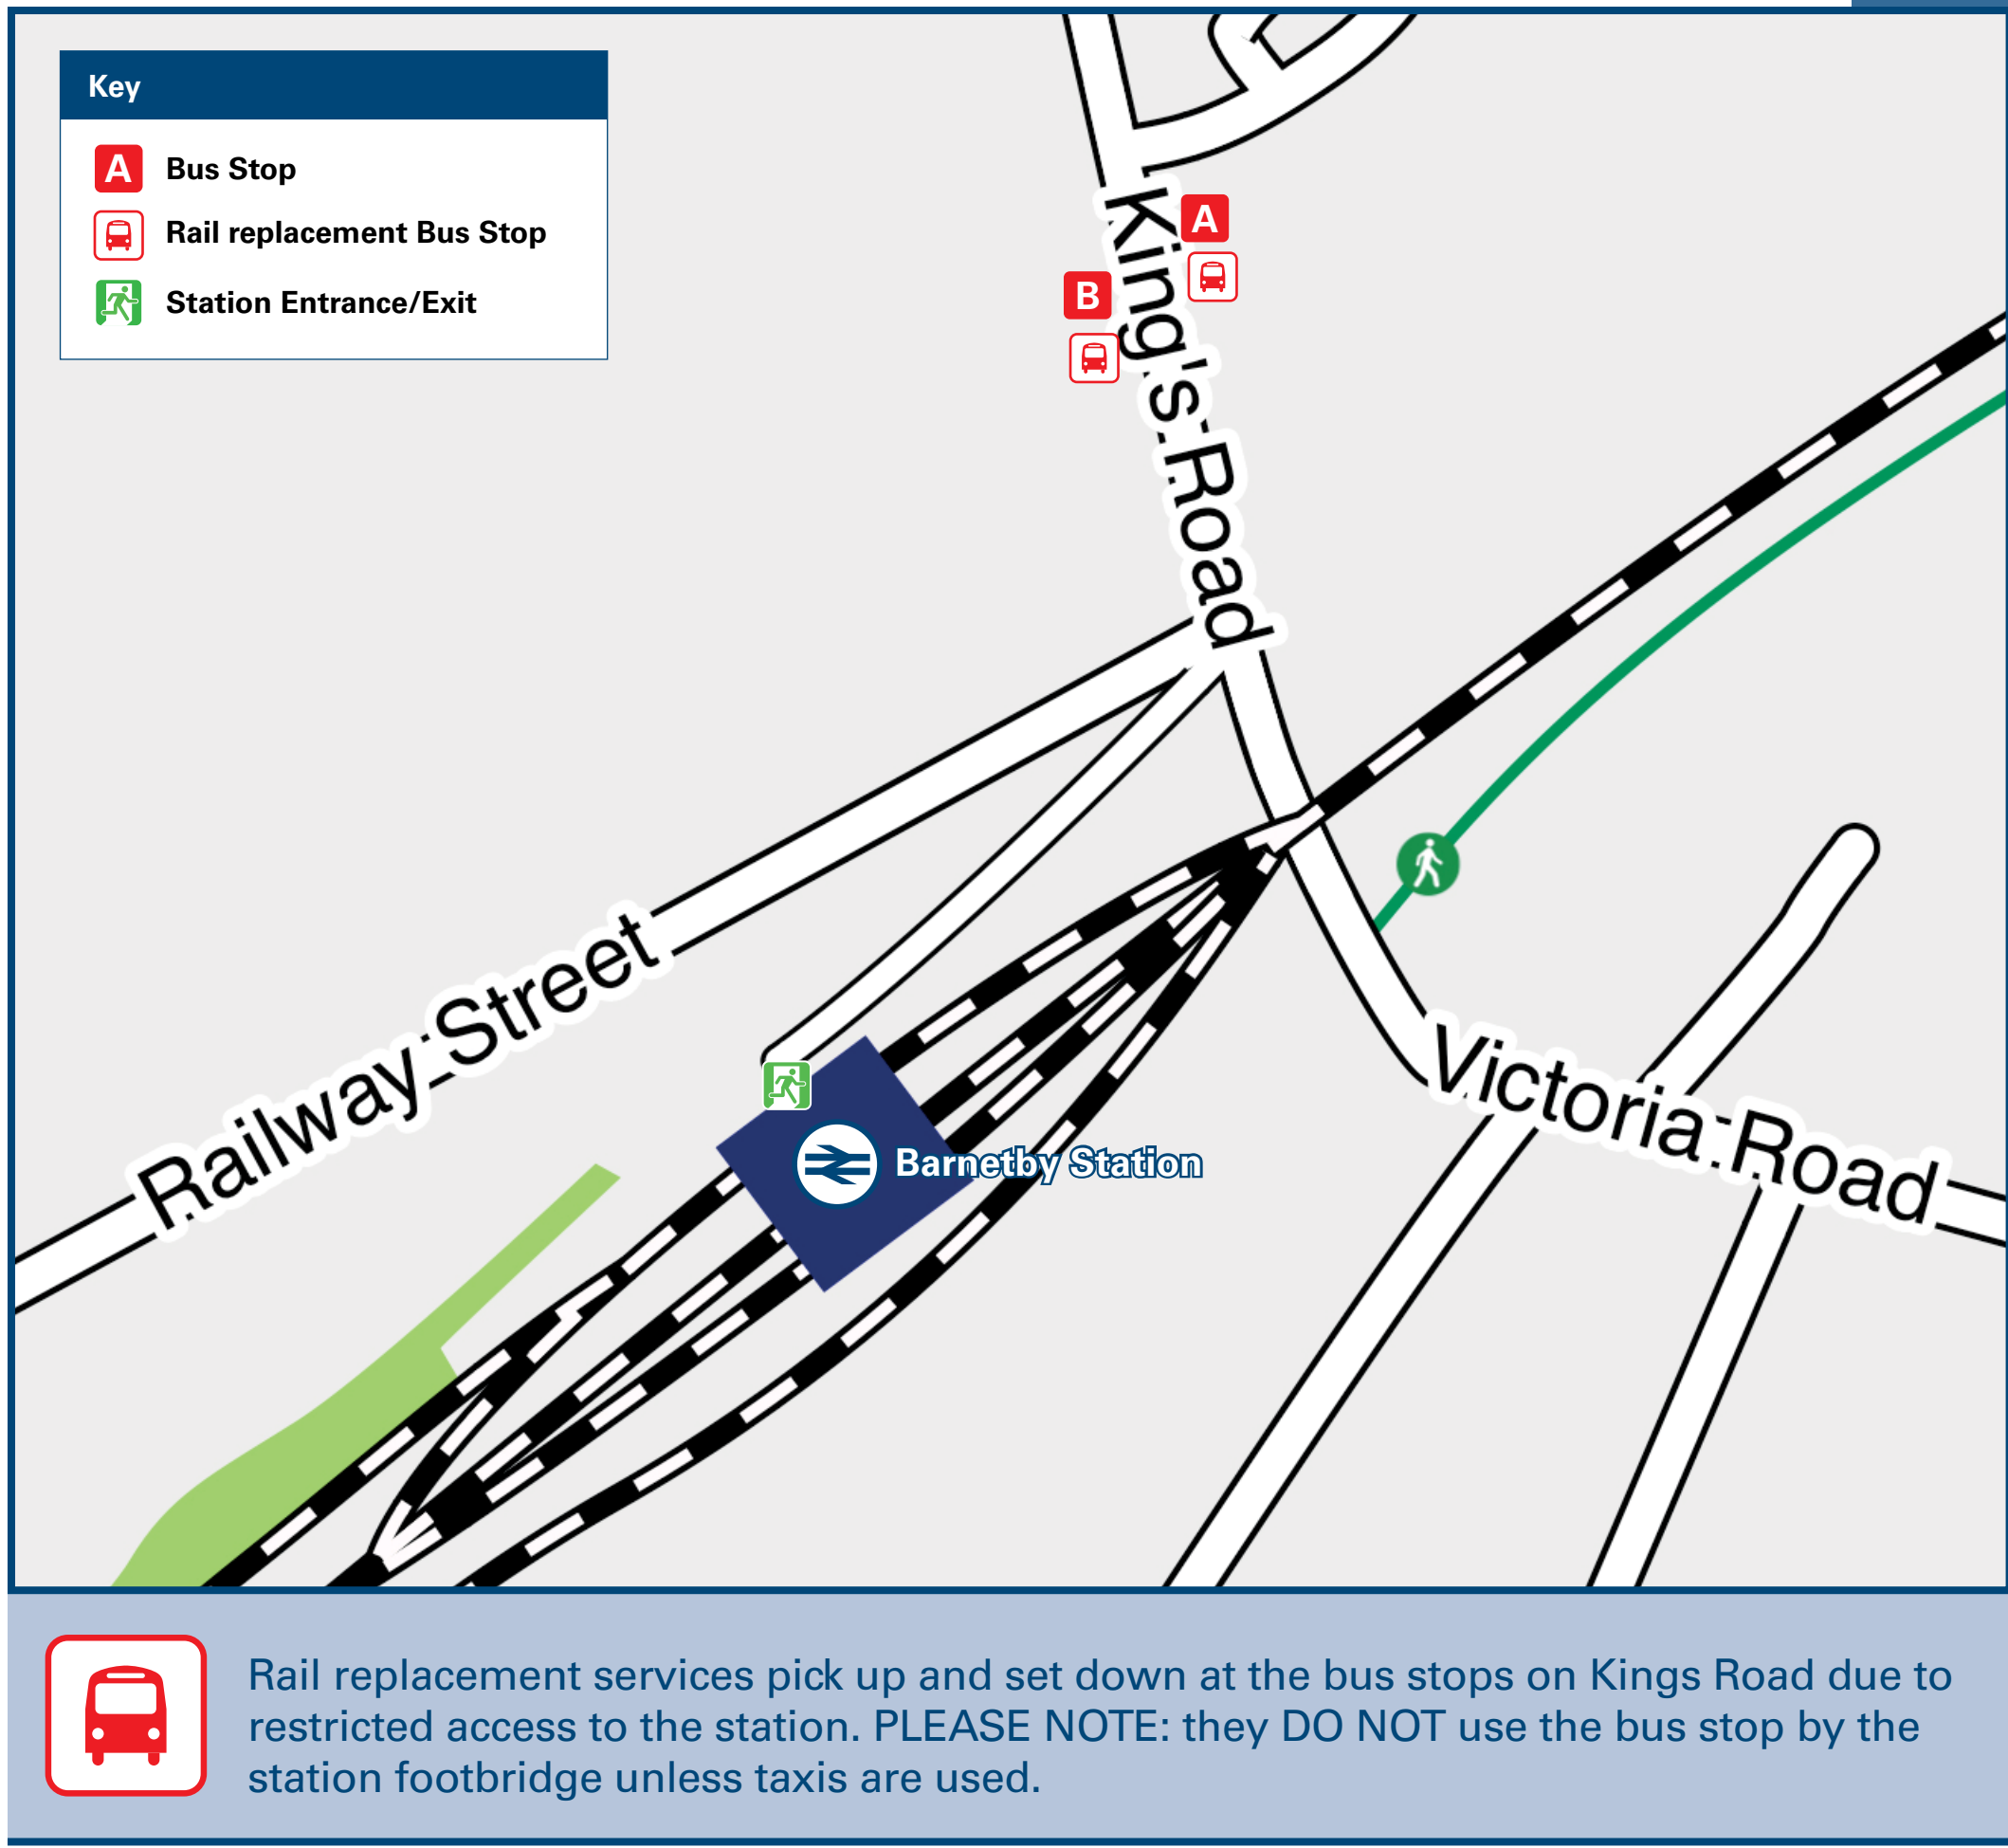 Key
A Bus Stop
Rail replacement Bus Stop
Station Entrance/Exit
A
B
King's Road
Railway Street
Victoria Road
Barnetby Station
Rail replacement services pick up and set down at the bus stops on Kings Road due to
restricted access to the station. PLEASE NOTE: they DO NOT use the bus stop by the
station footbridge unless taxis are used.